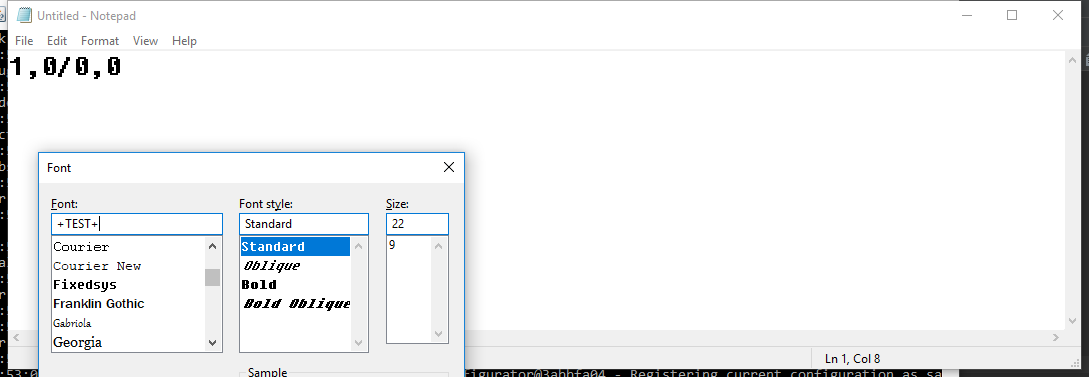 Untitled - Notepad
File Edit Format View Help
1,0/0,0
Font
Font: Font style: Size:
+TEST+ Standard 22
Courier Standard 9
Courier New Oblique
Fixedsys Bold
Franklin Gothic Bold Oblique
Gabriola
Georgia
Ln 1, Col 8
Sample
:53:0
figurator@3abbfa04 - Registering current configuration as sa